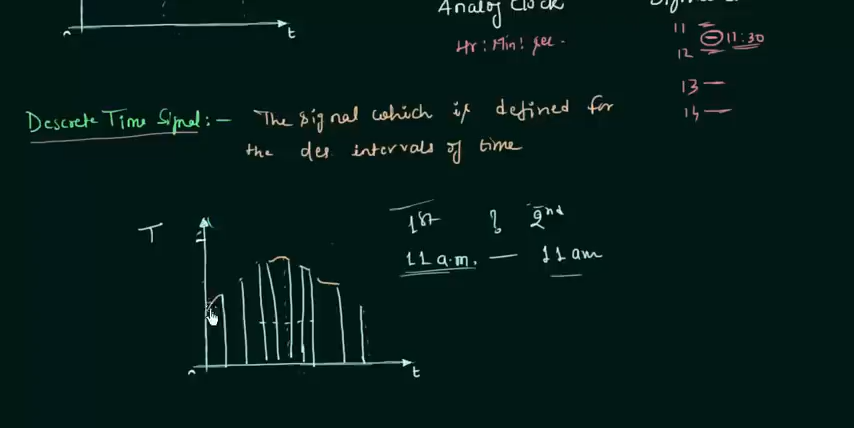 t
Analog Clock
Hr : Min : sec.
11
12
11:30
13
14
Descrete Time Signal :- The signal which is defined for
the des. intervals of time
T
1st & 2nd
11 a.m. — 11 am
t